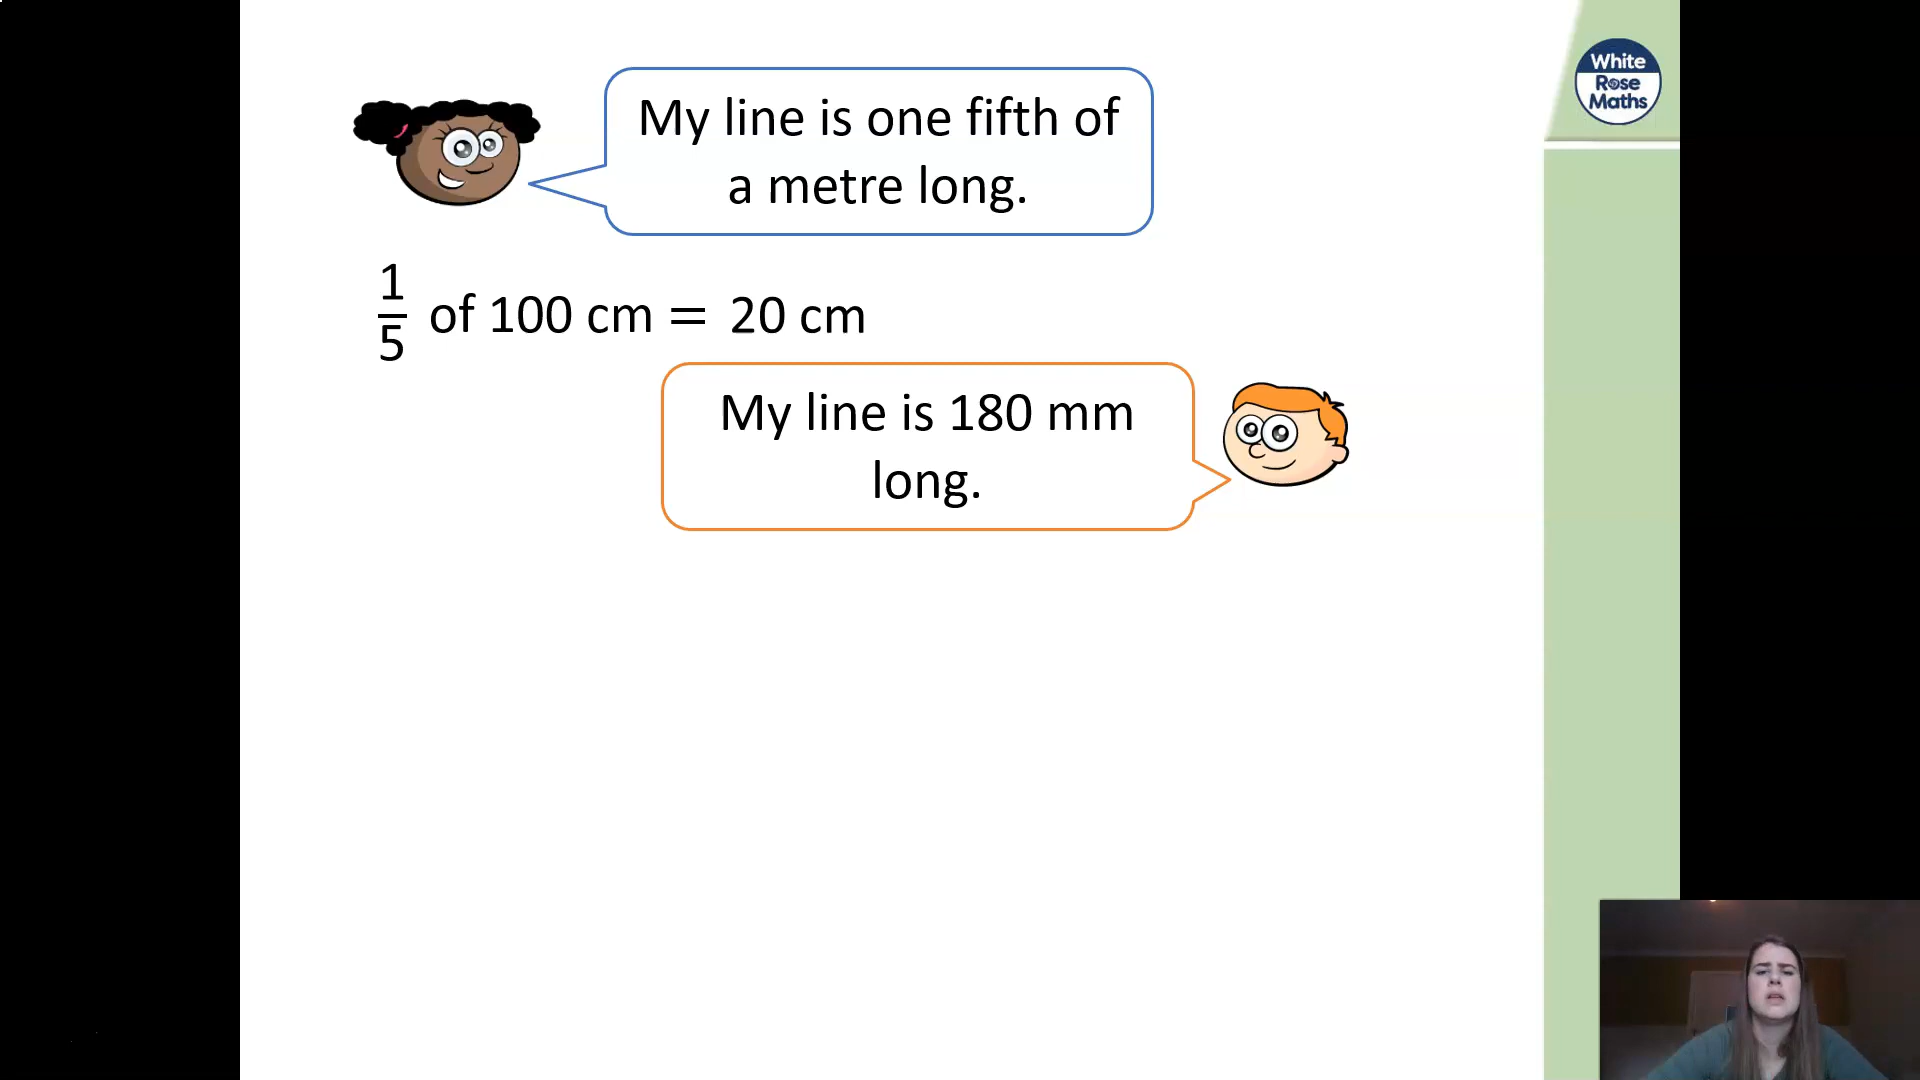 White
Rose
Maths
My line is one fifth of
a metre long.
1
5
of 100 cm = 20 cm
My line is 180 mm
long.